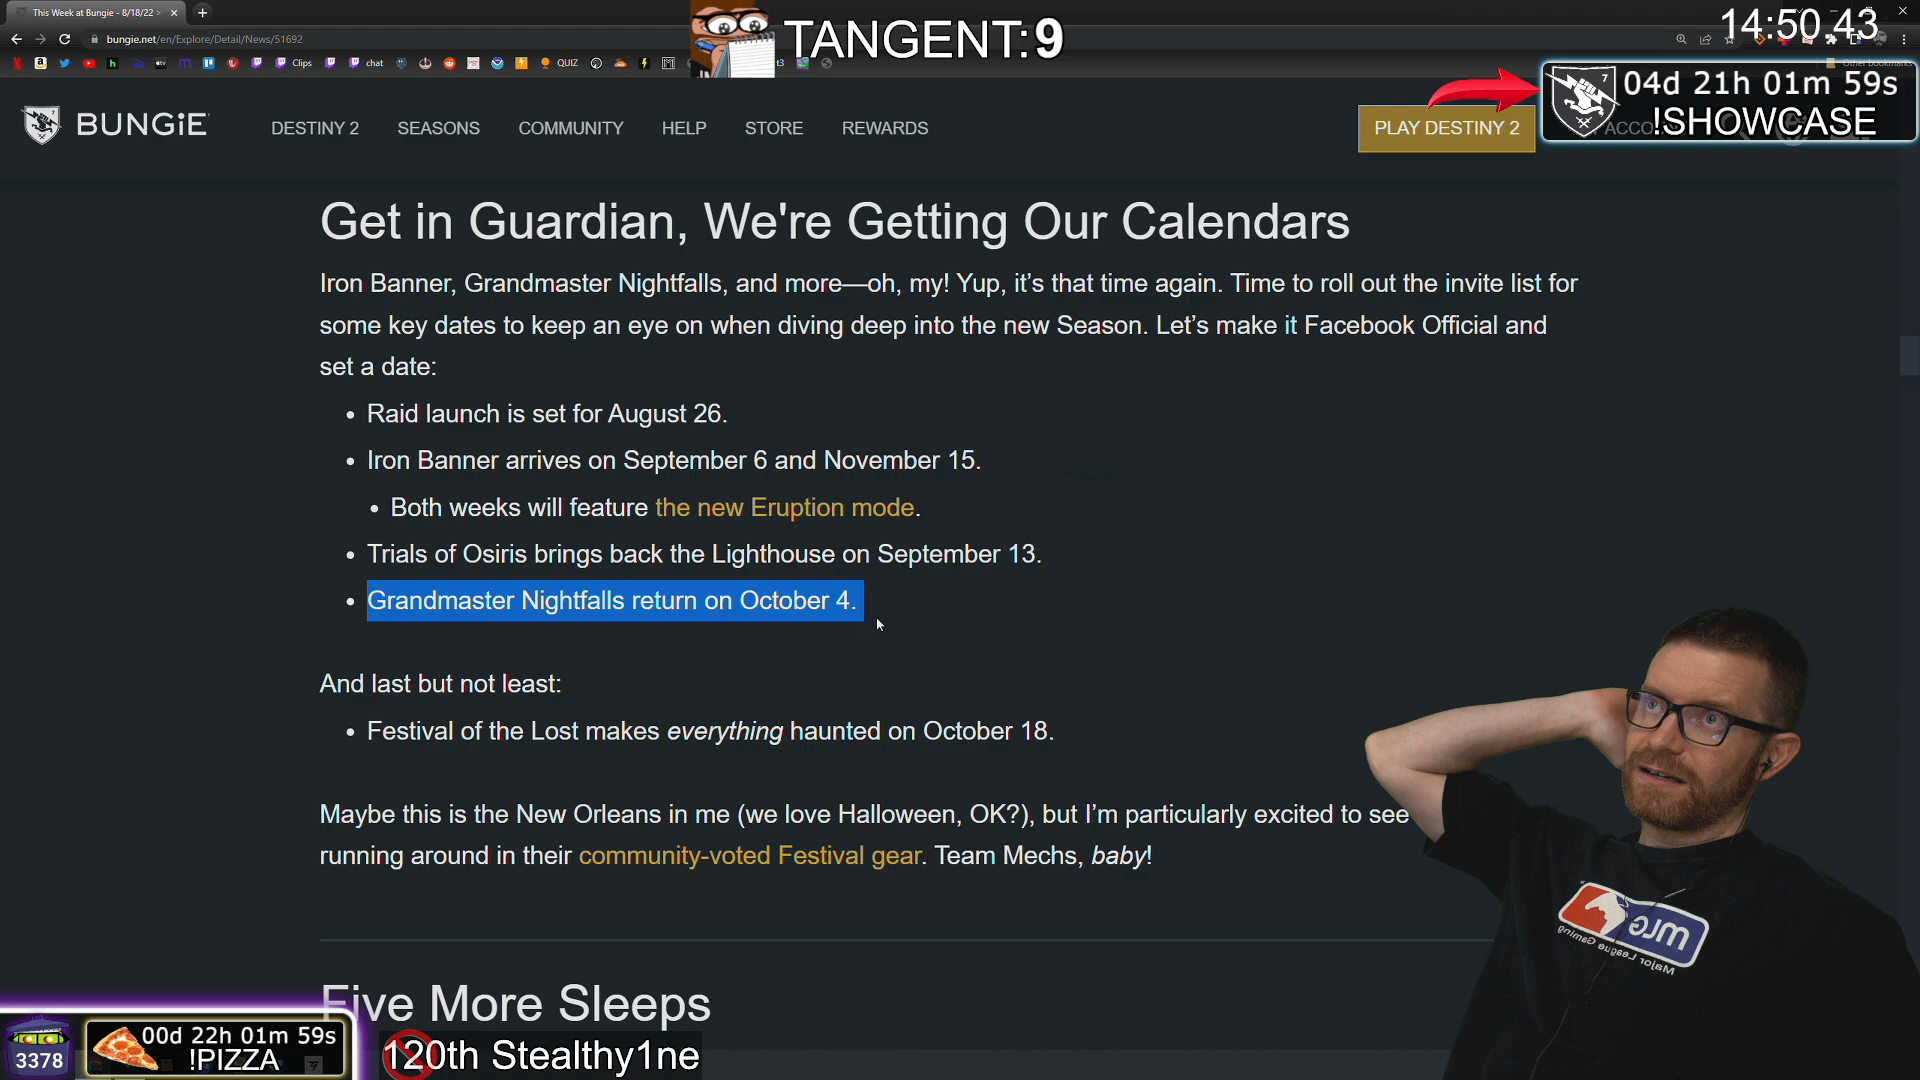 This Week at Bungie - 8/18/22
bungie.net/en/Explore/Detail/News/51692
Clips
chat
QUIZ
Other bookmarks
TANGENT: 9
14:50.43
04d 21h 01m 59s
!SHOWCASE
BUNGiE
DESTINY 2
SEASONS
COMMUNITY
HELP
STORE
REWARDS
PLAY DESTINY 2
Get in Guardian, We're Getting Our Calendars
Iron Banner, Grandmaster Nightfalls, and more—oh, my! Yup, it’s that time again. Time to roll out the invite list for
some key dates to keep an eye on when diving deep into the new Season. Let’s make it Facebook Official and
set a date:
• Raid launch is set for August 26.
• Iron Banner arrives on September 6 and November 15.
• Both weeks will feature the new Eruption mode.
• Trials of Osiris brings back the Lighthouse on September 13.
• Grandmaster Nightfalls return on October 4.
And last but not least:
• Festival of the Lost makes everything haunted on October 18.
Maybe this is the New Orleans in me (we love Halloween, OK?), but I’m particularly excited to see
running around in their community-voted Festival gear. Team Mechs, baby!
mLG
Major League Gaming
Five More Sleeps
3378
00d 22h 01m 59s
!PIZZA
120th Stealthy1ne